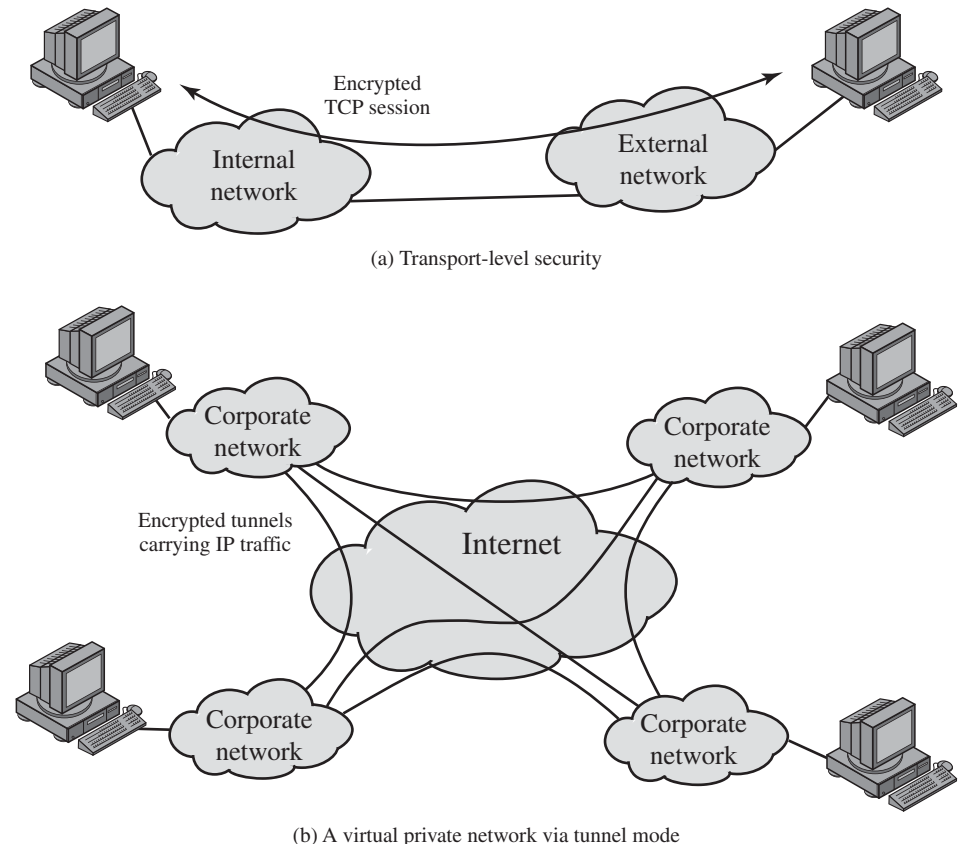 Encrypted
TCP session
Internal
network
External
network
(a) Transport-level security
Corporate
network
Corporate
network
Encrypted tunnels
carrying IP traffic
Internet
Corporate
network
Corporate
network
(b) A virtual private network via tunnel mode